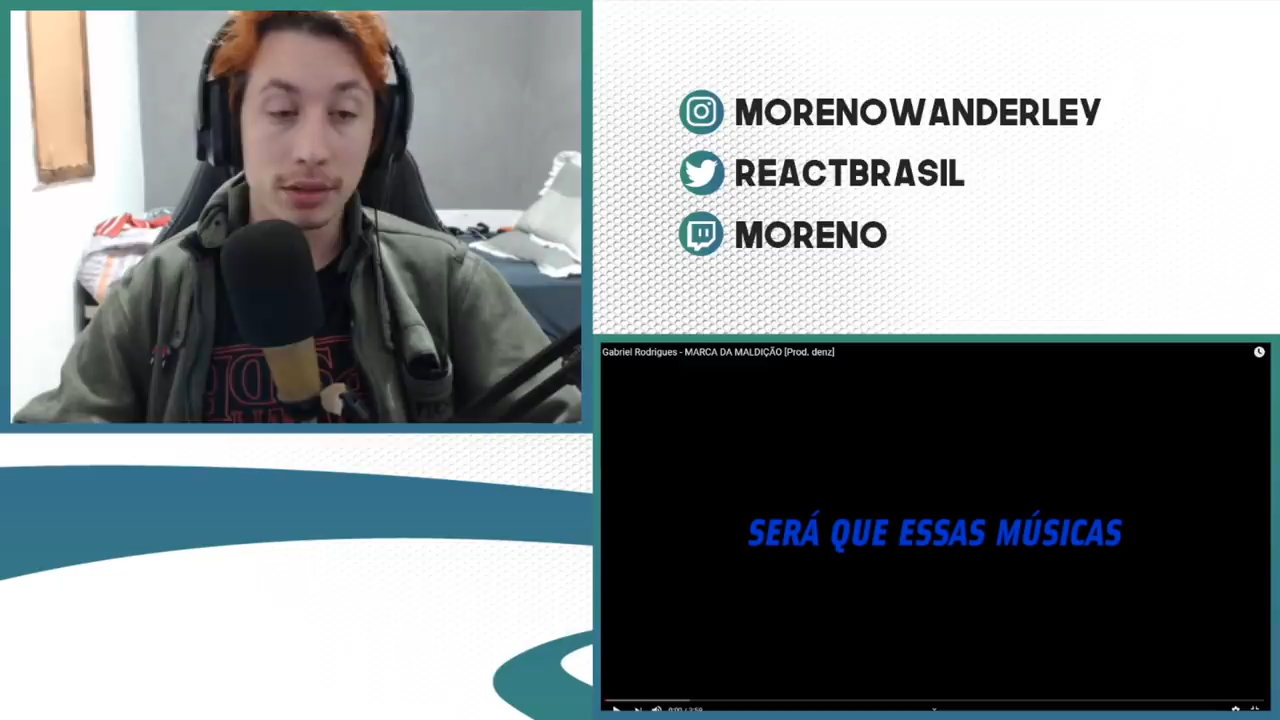 MORENOWANDERLEY
REACTBRASIL
MORENO
Gabriel Rodrigues - MARCA DA MALDIÇÃO [Prod. denz]
SERÁ QUE ESSAS MÚSICAS